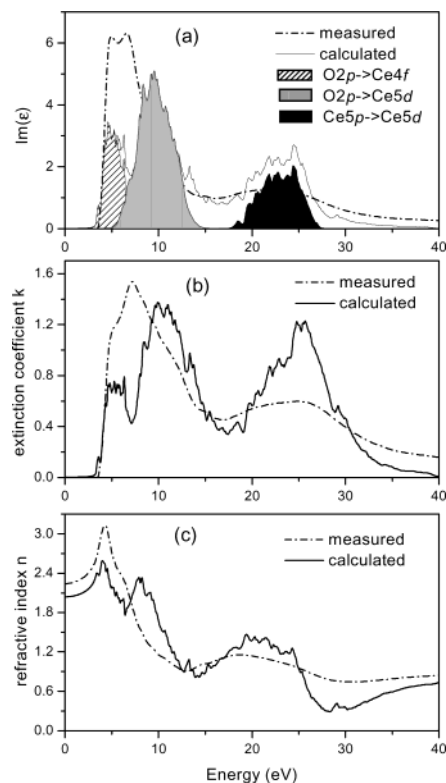 (a)
measured
calculated
O2p->Ce4f
O2p->Ce5d
Ce5p->Ce5d
Im(ε)
6
4
2
0
0 10 20 30 40
(b)
measured
calculated
extinction coefficient k
1.6
1.2
0.8
0.4
0.0
0 10 20 30 40
(c)
measured
calculated
refractive index n
3.0
2.4
1.8
1.2
0.6
0.0
0 10 20 30 40
Energy (eV)